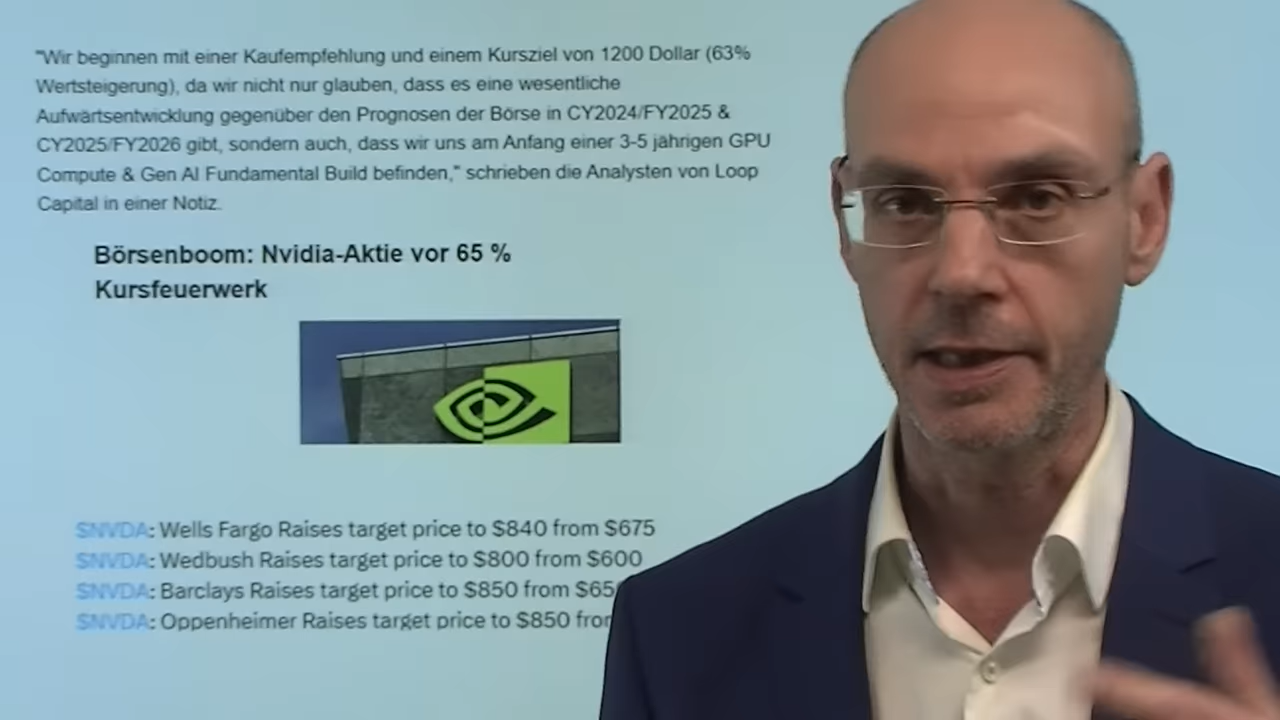 "Wir beginnen mit einer Kaufempfehlung und einem Kursziel von 1200 Dollar (63%
Wertsteigerung), da wir nicht nur glauben, dass es eine wesentliche
Aufwärtsentwicklung gegenüber den Prognosen der Börse in CY2024/FY2025 &
CY2025/FY2026 gibt, sondern auch, dass wir uns am Anfang einer 3-5 jährigen GPU
Compute & Gen AI Fundamental Build befinden," schrieben die Analysten von Loop
Capital in einer Notiz.
Börsenboom: Nvidia-Aktie vor 65 %
Kursfeuerwerk
$NVDA: Wells Fargo Raises target price to $840 from $675
$NVDA: Wedbush Raises target price to $800 from $600
$NVDA: Barclays Raises target price to $850 from
$NVDA: Oppenheimer Raises target price to $850